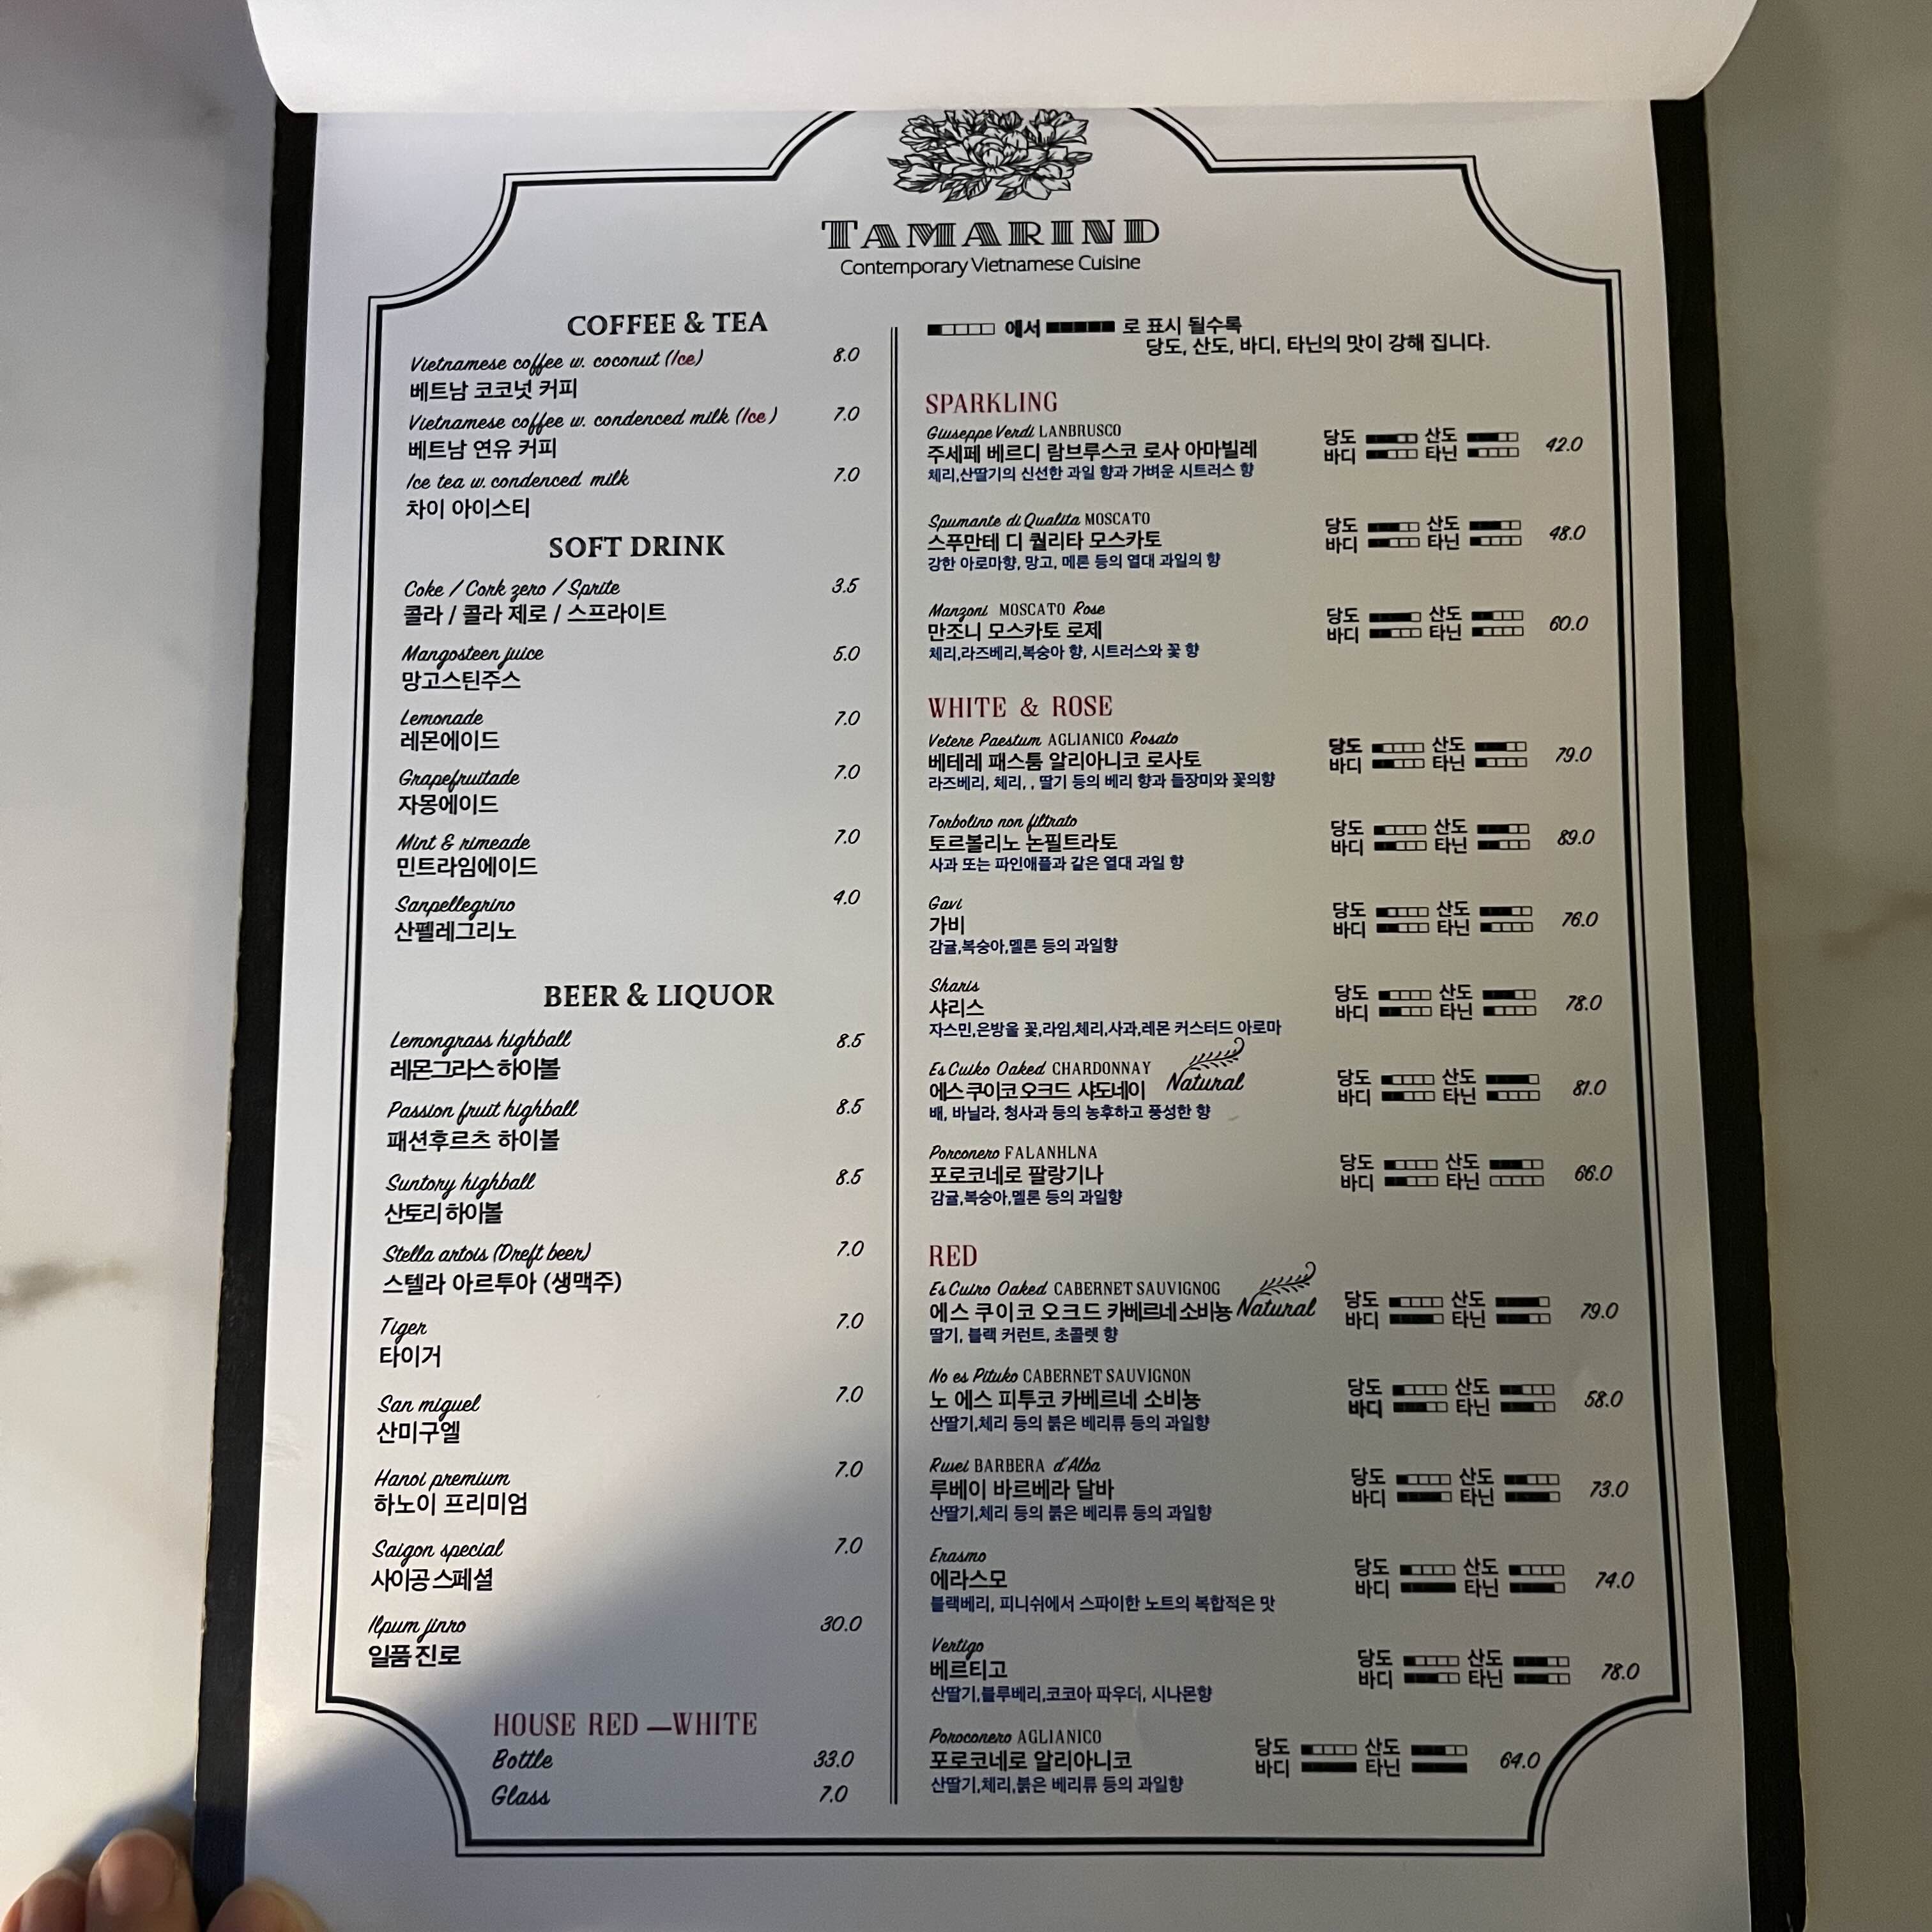 TAMARIND
Contemporary Vietnamese Cuisine
COFFEE & TEA
Vietnamese coffee w. coconut (Ice) 8.0
베트남 코코넛 커피
Vietnamese coffee w. condenced milk (Ice) 7.0
베트남 연유 커피
Ice tea w. condenced milk 7.0
차이 아이스티
SOFT DRINK
Coke / Cork zero / Sprite 3.5
콜라 / 콜라 제로 / 스프라이트
Mangosteen juice 5.0
망고스틴주스
Lemonade 7.0
레몬에이드
Grapefruitade 7.0
자몽에이드
Mint & rimeade 7.0
민트라임에이드
Sanpellegrino 4.0
산펠레그리노
BEER & LIQUOR
Lemongrass highball 8.5
레몬그라스 하이볼
Passion fruit highball 8.5
패션후르츠 하이볼
Suntory highball 8.5
산토리 하이볼
Stella artois (Dreft beer) 7.0
스텔라 아르투아 (생맥주)
Tiger 7.0
타이거
San miguel 7.0
산미구엘
Hanoi premium 7.0
하노이 프리미엄
Saigon special 7.0
사이공 스페셜
Ilpum jinro 30.0
일품 진로
HOUSE RED — WHITE
Bottle 33.0
Glass 7.0
에서 로 표시 될수록
당도, 산도, 바디, 타닌의 맛이 강해 집니다.
SPARKLING
Giuseppe Verdi LANBRUSCO
주세페 베르디 람브루스코 로사 아마빌레 당도 산도 42.0
체리,산딸기의 신선한 과일 향과 가벼운 시트러스 향 바디 타닌
Spumante di Qualita MOSCATO
스푸만테 디 퀄리타 모스카토 당도 산도 48.0
강한 아로마향, 망고, 메론 등의 열대 과일의 향 바디 타닌
Manzoni MOSCATO Rose
만조니 모스카토 로제 당도 산도 60.0
체리,라즈베리,복숭아 향, 시트러스와 꽃 향 바디 타닌
WHITE & ROSE
Vetere Paestum AGLIANICO Rosato
베테레 패스툼 알리아니코 로사토 당도 산도 79.0
라즈베리, 체리, , 딸기 등의 베리 향과 들장미와 꽃의향 바디 타닌
Torbolino non filtrato
토르볼리노 논필트라토 당도 산도 89.0
사과 또는 파인애플과 같은 열대 과일 향 바디 타닌
Gavi
가비 당도 산도 76.0
감귤,복숭아,멜론 등의 과일향 바디 타닌
Sharis
샤리스 당도 산도 78.0
자스민,은방울 꽃,라임,체리,사과,레몬 커스터드 아로마 바디 타닌
Es Cuiko Oaked CHARDONNAY
에스 쿠이코 오크드 샤도네이 Natural 당도 산도 81.0
배, 바닐라, 청사과 등의 농후하고 풍성한 향 바디 타닌
Porconero FALANHLNA
포로코네로 팔랑기나 당도 산도 66.0
감귤,복숭아,멜론 등의 과일향 바디 타닌
RED
Es Cuiro Oaked CABERNET SAUVIGNOG
에스 쿠이코 오크드 카베르네 소비뇽 Natural 당도 산도 79.0
딸기, 블랙 커런트, 초콜렛 향 바디 타닌
No es Pituko CABERNET SAUVIGNON
노 에스 피투코 카베르네 소비뇽 당도 산도 58.0
산딸기,체리 등의 붉은 베리류 등의 과일향 바디 타닌
Ruvei BARBERA d'Alba
루베이 바르베라 달바 당도 산도 73.0
산딸기,체리 등의 붉은 베리류 등의 과일향 바디 타닌
Erasmo
에라스모 당도 산도 74.0
블랙베리, 피니쉬에서 스파이한 노트의 복합적은 맛 바디 타닌
Vertigo
베르티고 당도 산도 78.0
산딸기,블루베리,코코아 파우더, 시나몬향 바디 타닌
Poroconero AGLIANICO
포로코네로 알리아니코 당도 산도 64.0
산딸기,체리,붉은 베리류 등의 과일향 바디 타닌